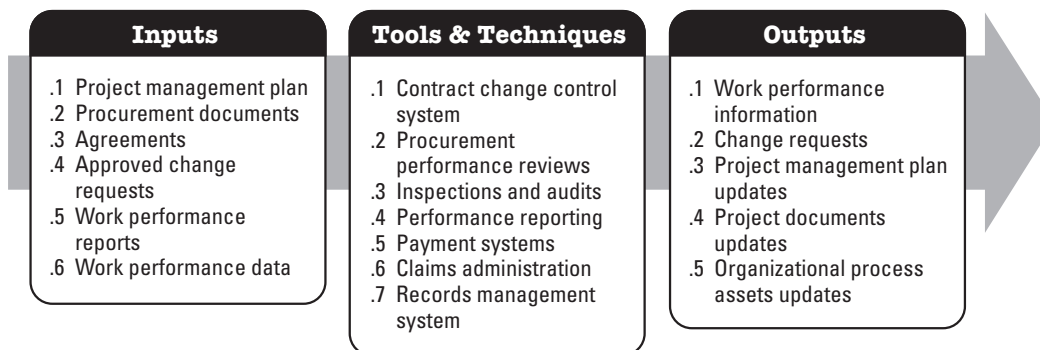 Inputs
.1 Project management plan
.2 Procurement documents
.3 Agreements
.4 Approved change
requests
.5 Work performance
reports
.6 Work performance data
Tools & Techniques
.1 Contract change control
system
.2 Procurement
performance reviews
.3 Inspections and audits
.4 Performance reporting
.5 Payment systems
.6 Claims administration
.7 Records management
system
Outputs
.1 Work performance
information
.2 Change requests
.3 Project management plan
updates
.4 Project documents
updates
.5 Organizational process
assets updates